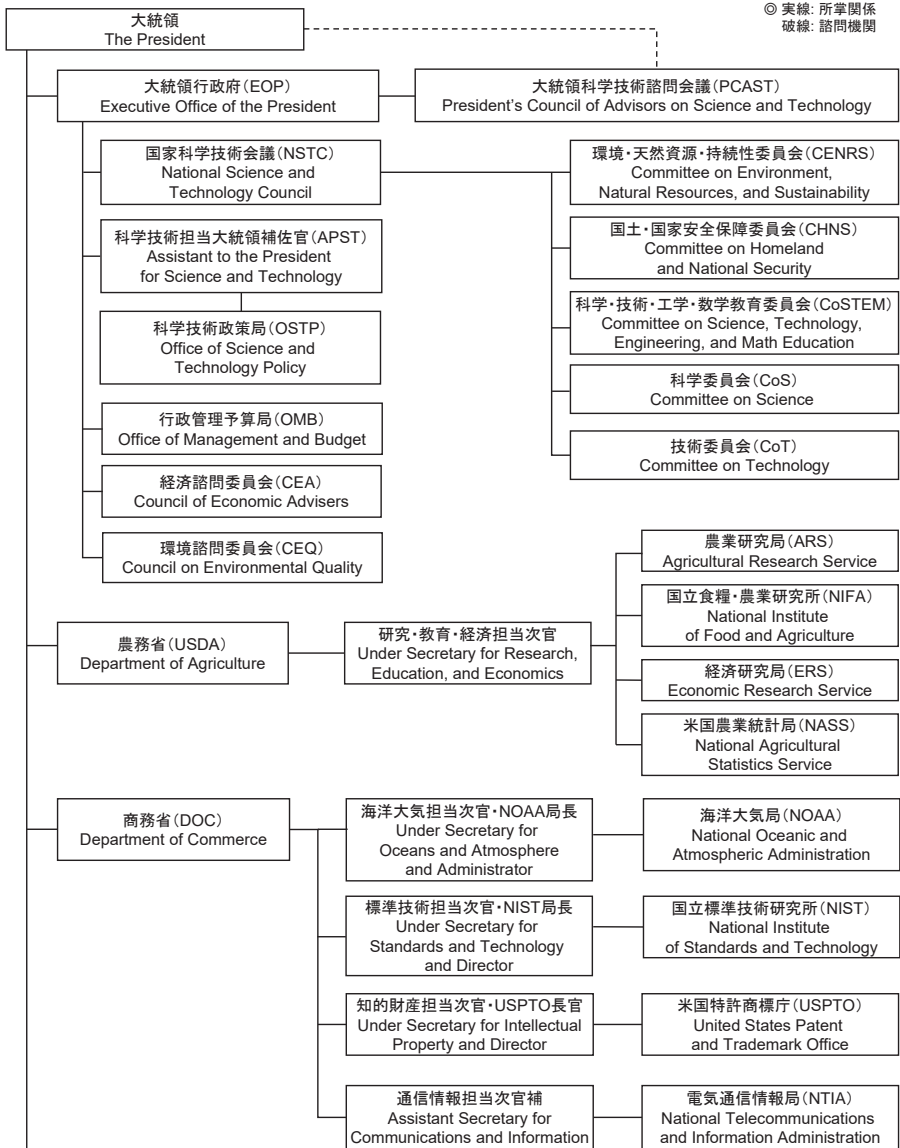 ◎ 実線: 所掌関係
破線: 諮問機関
大統領
The President
大統領行政府(EOP)
Executive Office of the President
大統領科学技術諮問会議(PCAST)
President's Council of Advisors on Science and Technology
国家科学技術会議(NSTC)
National Science and
Technology Council
環境・天然資源・持続性委員会(CENRS)
Committee on Environment,
Natural Resources, and Sustainability
科学技術担当大統領補佐官(APST)
Assistant to the President
for Science and Technology
国土・国家安全保障委員会(CHNS)
Committee on Homeland
and National Security
科学技術政策局(OSTP)
Office of Science and
Technology Policy
科学・技術・工学・数学教育委員会(CoSTEM)
Committee on Science, Technology,
Engineering, and Math Education
科学委員会(CoS)
Committee on Science
行政管理予算局(OMB)
Office of Management and Budget
技術委員会(CoT)
Committee on Technology
経済諮問委員会(CEA)
Council of Economic Advisers
環境諮問委員会(CEQ)
Council on Environmental Quality
農務省(USDA)
Department of Agriculture
研究・教育・経済担当次官
Under Secretary for Research,
Education, and Economics
農業研究局(ARS)
Agricultural Research Service
国立食糧・農業研究所(NIFA)
National Institute
of Food and Agriculture
経済研究局(ERS)
Economic Research Service
米国農業統計局(NASS)
National Agricultural
Statistics Service
商務省(DOC)
Department of Commerce
海洋大気担当次官・NOAA局長
Under Secretary for
Oceans and Atmosphere
and Administrator
海洋大気局(NOAA)
National Oceanic and
Atmospheric Administration
標準技術担当次官・NIST局長
Under Secretary for
Standards and Technology
and Director
国立標準技術研究所(NIST)
National Institute
of Standards and Technology
知的財産担当次官・USPTO長官
Under Secretary for Intellectual
Property and Director
米国特許商標庁(USPTO)
United States Patent
and Trademark Office
通信情報担当次官補
Assistant Secretary for
Communications and Information
電気通信情報局(NTIA)
National Telecommunications
and Information Administration